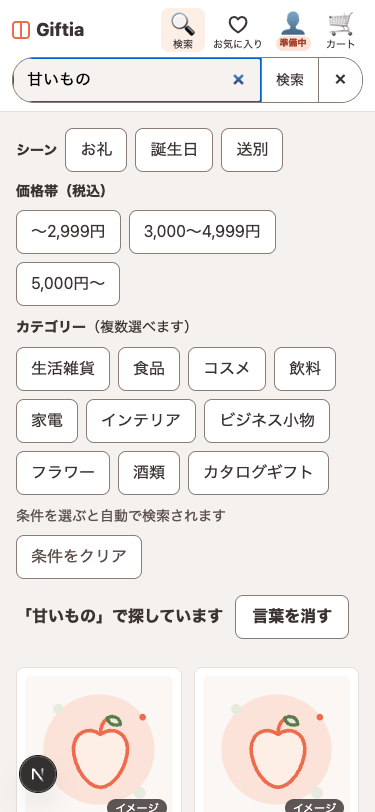 Giftia
検索
お気に入り
準備中
カート
甘いもの
検索
シーン
お礼
誕生日
送別
価格帯（税込）
〜2,999円
3,000〜4,999円
5,000円〜
カテゴリー（複数選べます）
生活雑貨
食品
コスメ
飲料
家電
インテリア
ビジネス小物
フラワー
酒類
カタログギフト
条件を選ぶと自動で検索されます
条件をクリア
「甘いもの」で探しています
言葉を消す
N
イメージ
イメージ